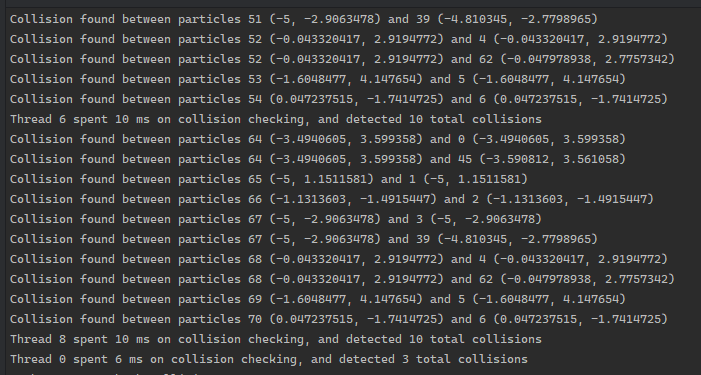 Collision found between particles 51 (-5, -2.9063478) and 39 (-4.810345, -2.7798965)
Collision found between particles 52 (-0.043320417, 2.9194772) and 4 (-0.043320417, 2.9194772)
Collision found between particles 52 (-0.043320417, 2.9194772) and 62 (-0.047978938, 2.7757342)
Collision found between particles 53 (-1.6048477, 4.147654) and 5 (-1.6048477, 4.147654)
Collision found between particles 54 (0.047237515, -1.7414725) and 6 (0.047237515, -1.7414725)
Thread 6 spent 10 ms on collision checking, and detected 10 total collisions
Collision found between particles 64 (-3.4940605, 3.599358) and 0 (-3.4940605, 3.599358)
Collision found between particles 64 (-3.4940605, 3.599358) and 45 (-3.590812, 3.561058)
Collision found between particles 65 (-5, 1.1511581) and 1 (-5, 1.1511581)
Collision found between particles 66 (-1.1313603, -1.4915447) and 2 (-1.1313603, -1.4915447)
Collision found between particles 67 (-5, -2.9063478) and 3 (-5, -2.9063478)
Collision found between particles 67 (-5, -2.9063478) and 39 (-4.810345, -2.7798965)
Collision found between particles 68 (-0.043320417, 2.9194772) and 4 (-0.043320417, 2.9194772)
Collision found between particles 68 (-0.043320417, 2.9194772) and 62 (-0.047978938, 2.7757342)
Collision found between particles 69 (-1.6048477, 4.147654) and 5 (-1.6048477, 4.147654)
Collision found between particles 70 (0.047237515, -1.7414725) and 6 (0.047237515, -1.7414725)
Thread 8 spent 10 ms on collision checking, and detected 10 total collisions
Thread 0 spent 6 ms on collision checking, and detected 3 total collisions